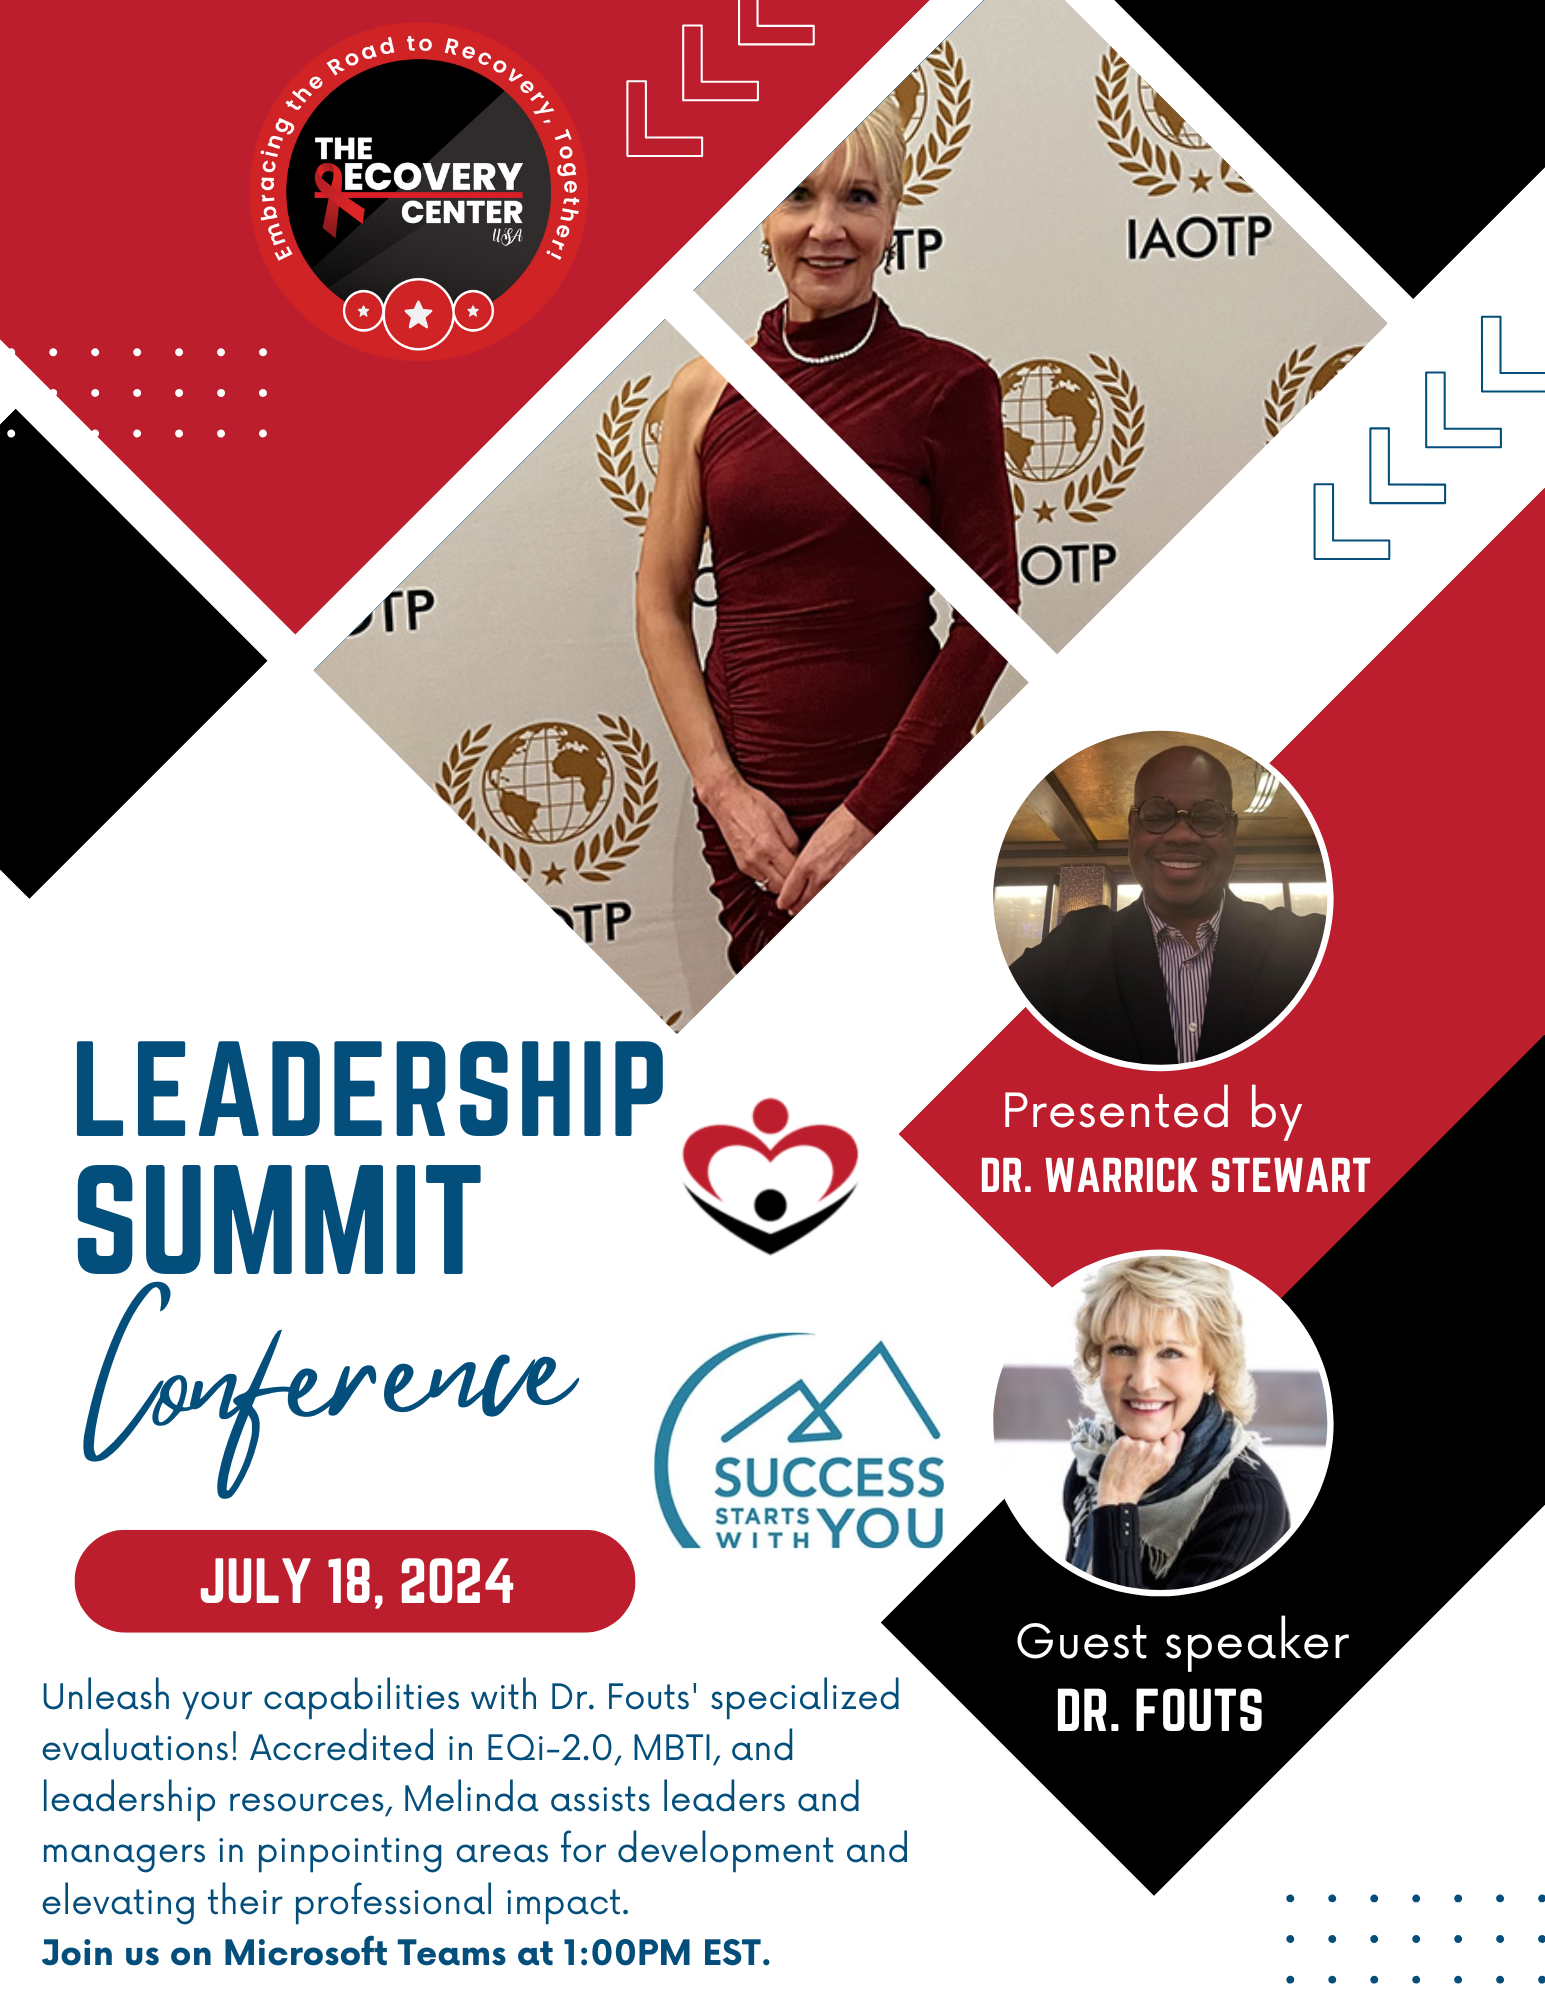 Embracing the Road to Recovery, Together!
THE
RECOVERY
CENTER
USA
TP
IAOTP
OTP
OTP
OTP
LEADERSHIP
SUMMIT
Conference
JULY 18, 2024
SUCCESS
STARTS
WITH YOU
Presented by
DR. WARRICK STEWART
Guest speaker
DR. FOUTS
Unleash your capabilities with Dr. Fouts' specialized
evaluations! Accredited in EQi-2.0, MBTI, and
leadership resources, Melinda assists leaders and
managers in pinpointing areas for development and
elevating their professional impact.
Join us on Microsoft Teams at 1:00PM EST.